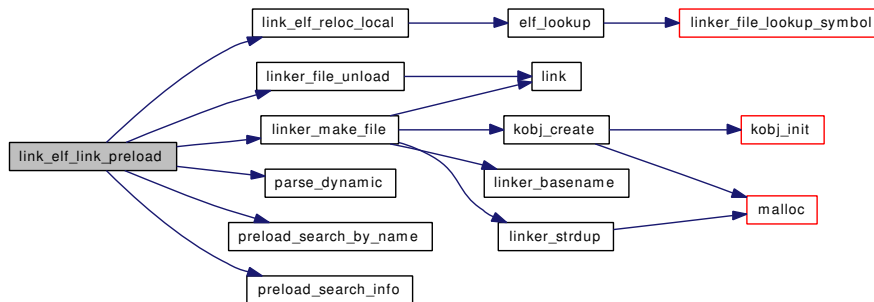 link_elf_reloc_local
elf_lookup
linker_file_lookup_symbol
linker_file_unload
link
linker_make_file
kobj_create
kobj_init
link_elf_link_preload
parse_dynamic
linker_basename
malloc
preload_search_by_name
linker_strdup
preload_search_info